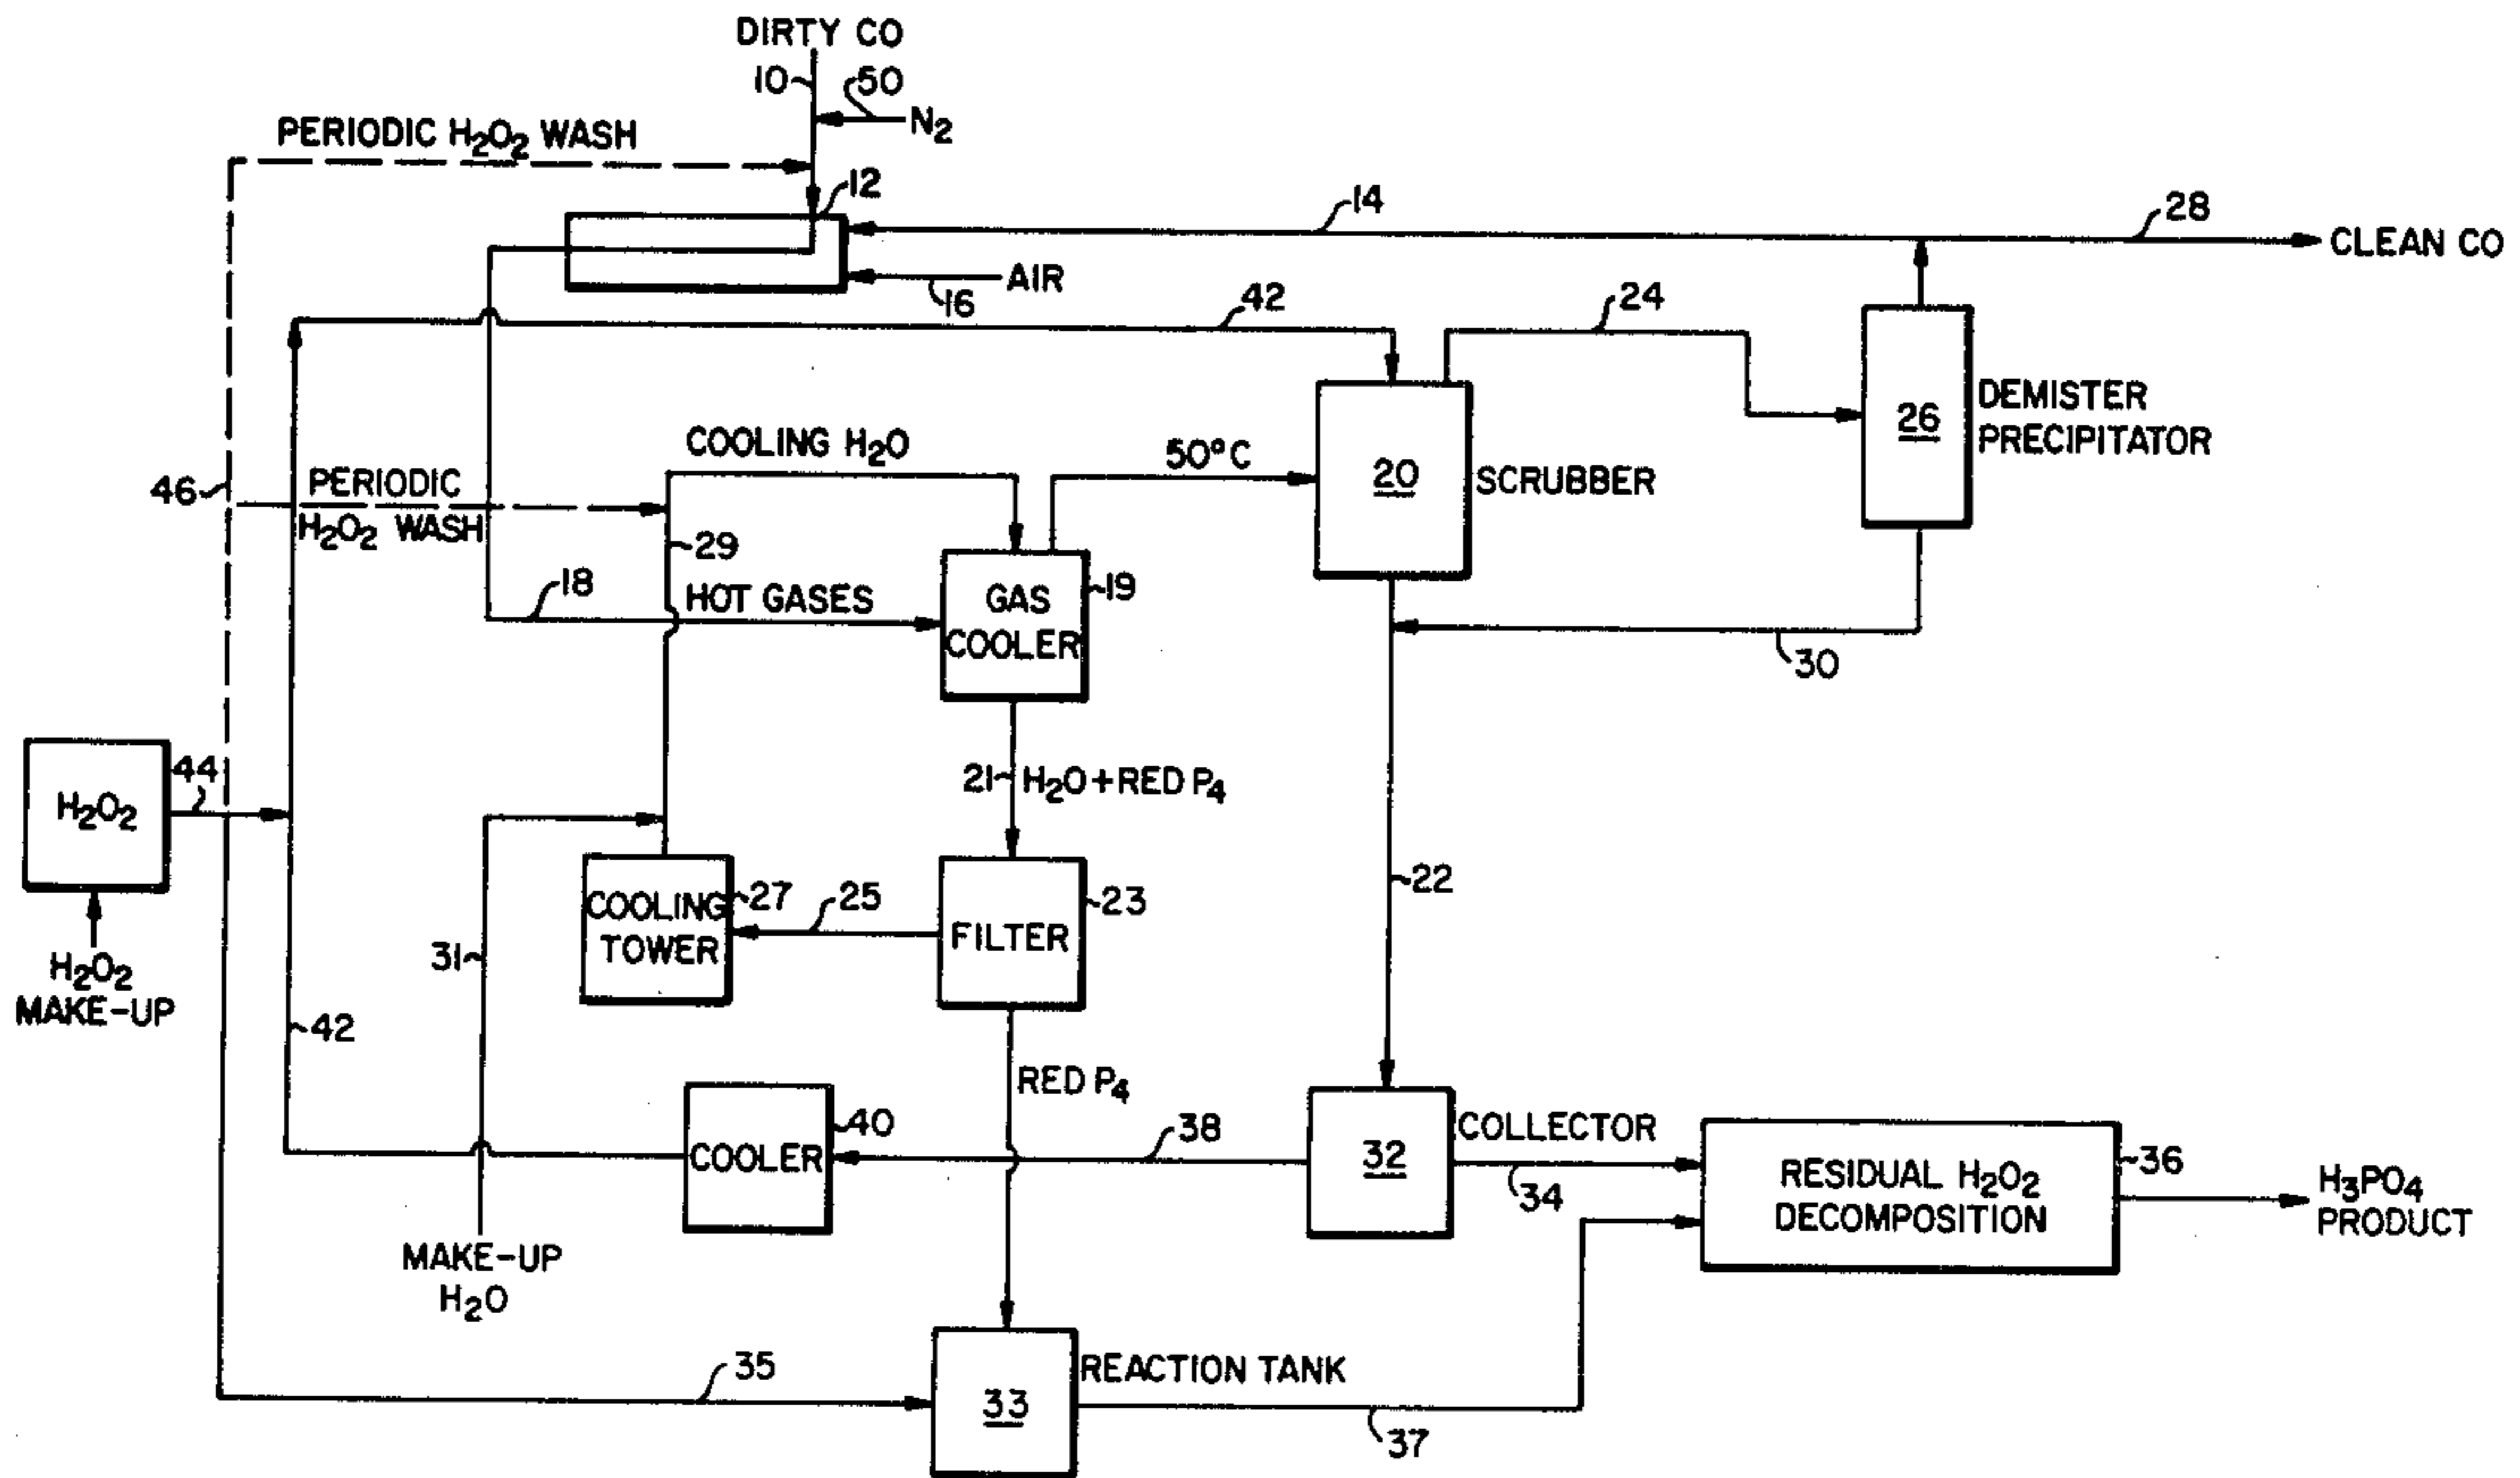 DIRTY CO
10
50
N2
PERIODIC H2O2 WASH
12
14
28
CLEAN CO
AIR
16
42
24
26
DEMISTER
PRECIPITATOR
COOLING H2O
50°C
20
SCRUBBER
46
PERIODIC
H2O2 WASH
29
18
HOT GASES
GAS
COOLER
19
30
44
H2O2
21
H2O+RED P4
H2O2
MAKE-UP
31
COOLING
TOWER
27
25
FILTER
23
22
42
RED P4
COOLER
40
38
32
COLLECTOR
34
RESIDUAL H2O2
DECOMPOSITION
36
H3PO4
PRODUCT
MAKE-UP
H2O
35
33
REACTION TANK
37